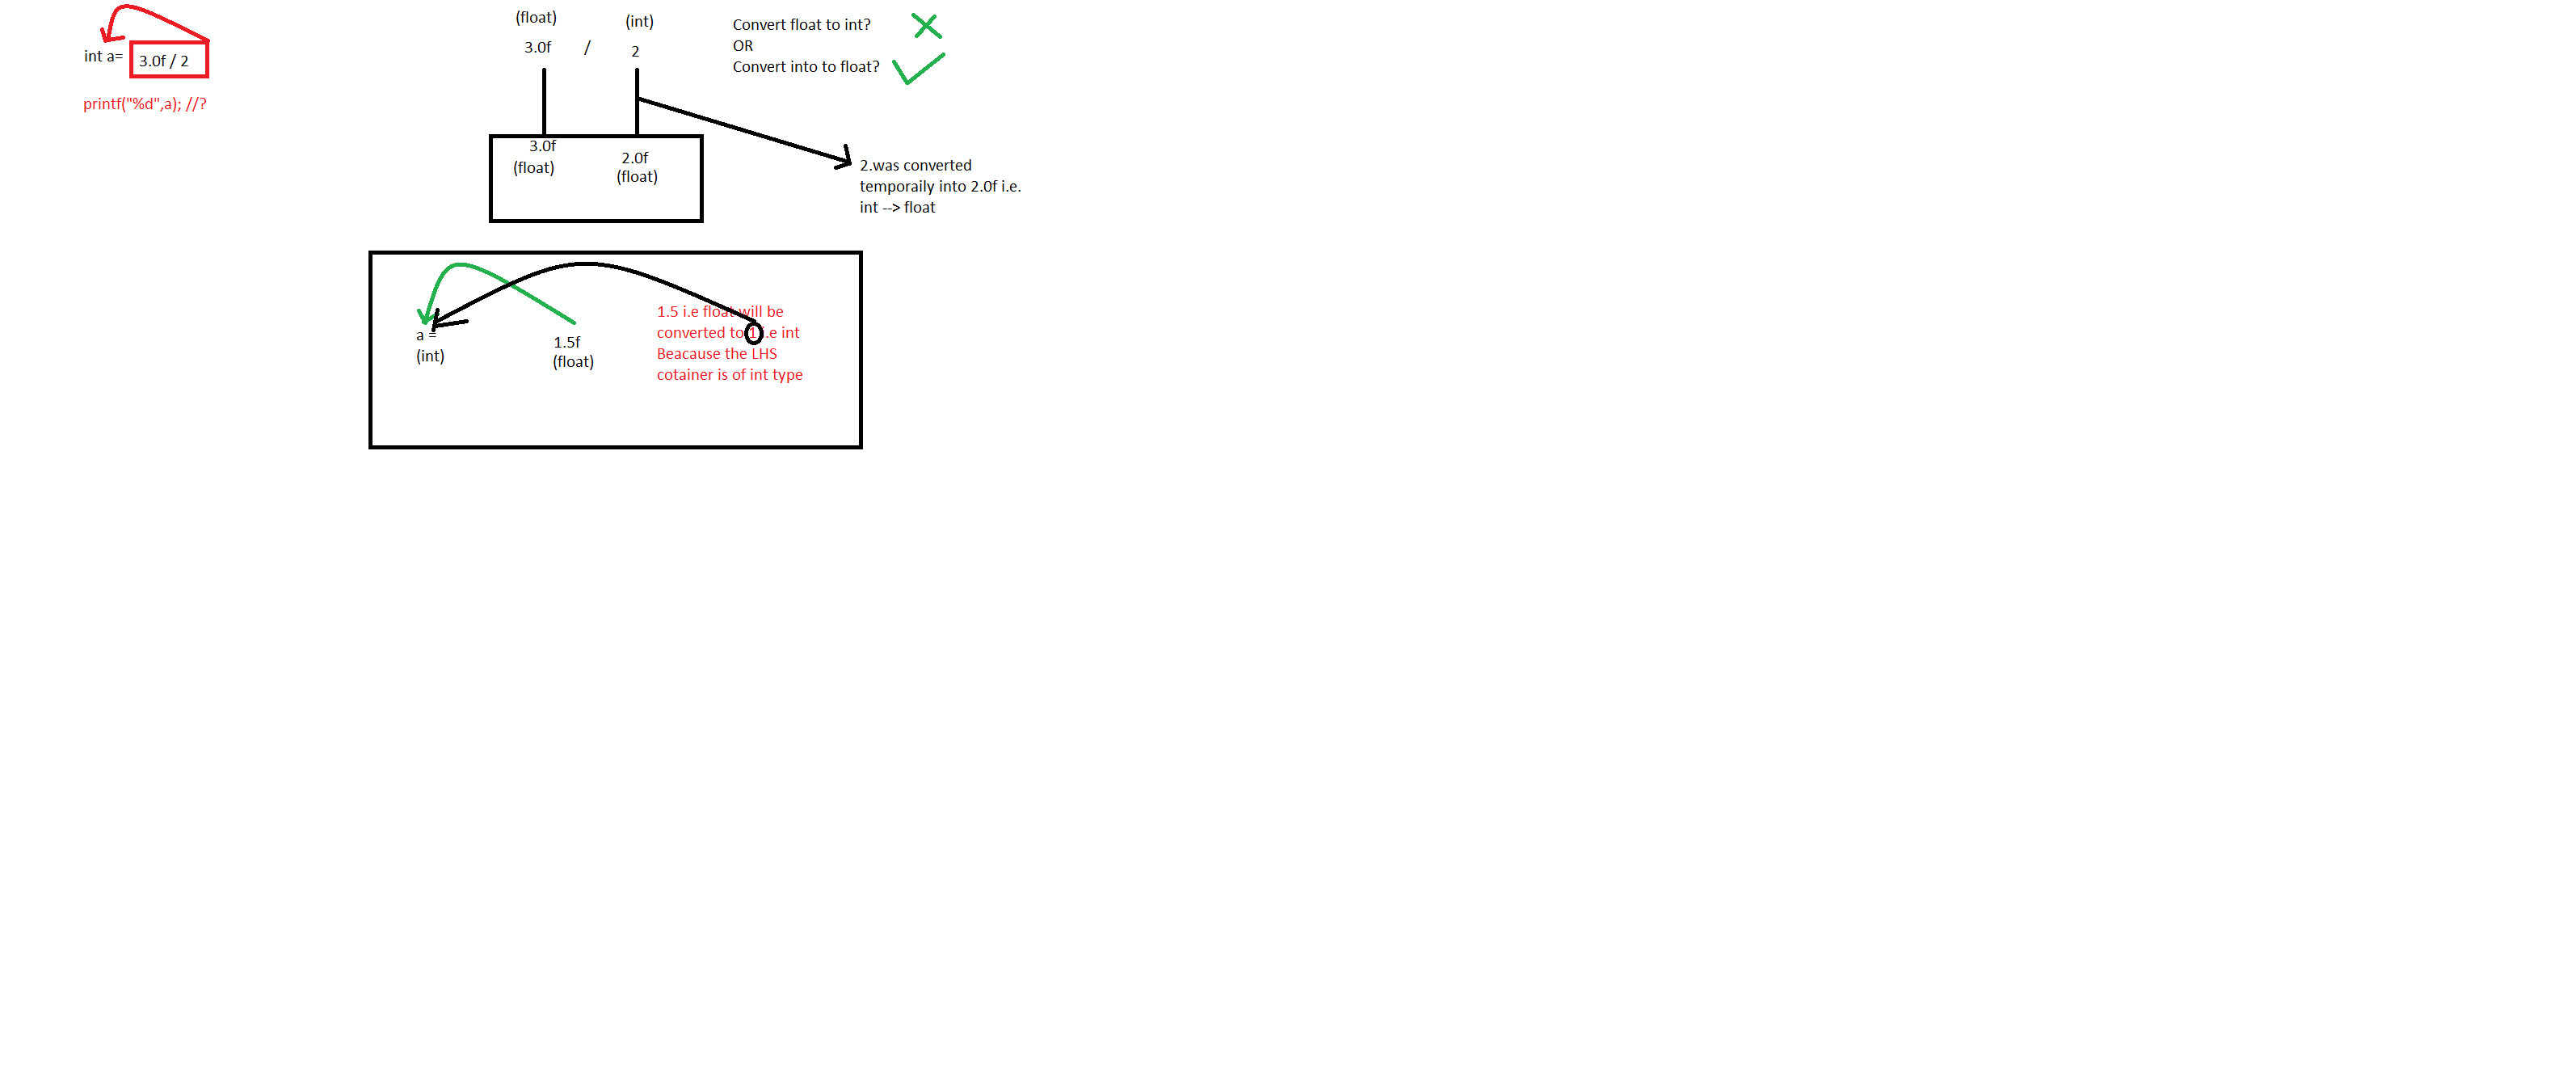 int a=
3.0f / 2
printf("%d",a); //?
(float)
(int)
3.0f / 2
Convert float to int?
OR
Convert into to float?
3.0f
(float)
2.0f
(float)
2.was converted
temporaily into 2.0f i.e.
int --> float
a =
(int)
1.5f
(float)
1.5 i.e float will be
converted to 1 i.e int
Beacause the LHS
cotainer is of int type